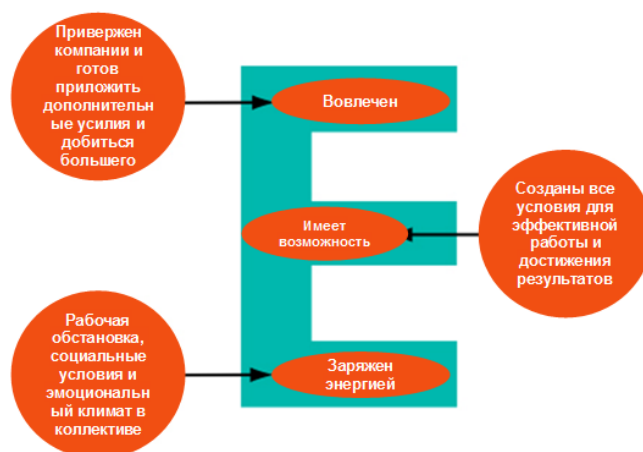 Привержен
компании и
готов
приложить
дополнительн
ые усилия и
добиться
большего
Вовлечен
Имеет
возможность
Созданы все
условия для
эффективной
работы и
достижения
результатов
Рабочая
обстановка,
социальные
условия и
эмоциональн
ый климат в
коллективе
Заряжен
энергией